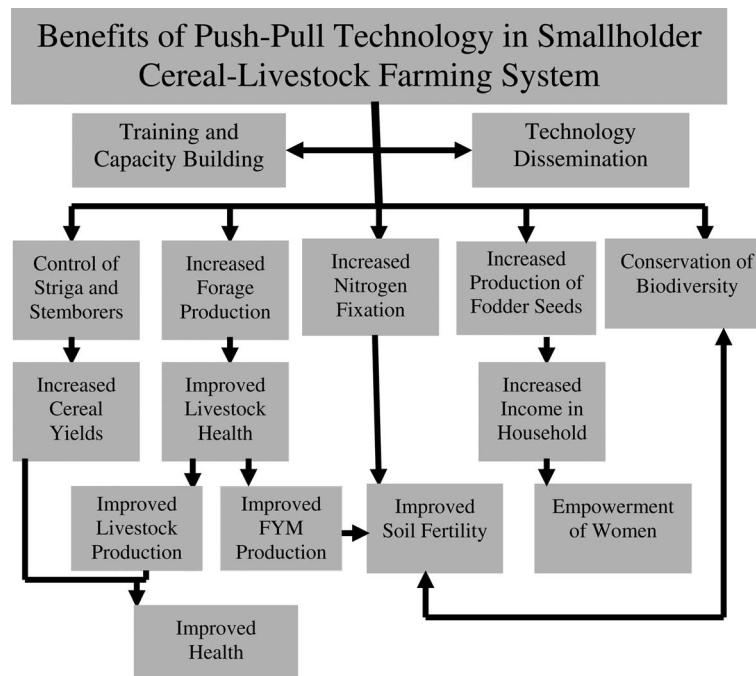 Benefits of Push-Pull Technology in Smallholder
Cereal-Livestock Farming System
Training and
Capacity Building
Technology
Dissemination
Control of
Striga and
Stemborers
Increased
Forage
Production
Increased
Nitrogen
Fixation
Increased
Production of
Fodder Seeds
Conservation of
Biodiversity
Increased
Cereal
Yields
Improved
Livestock
Health
Increased
Income in
Household
Improved
Livestock
Production
Improved
FYM
Production
Improved
Soil Fertility
Empowerment
of Women
Improved
Health